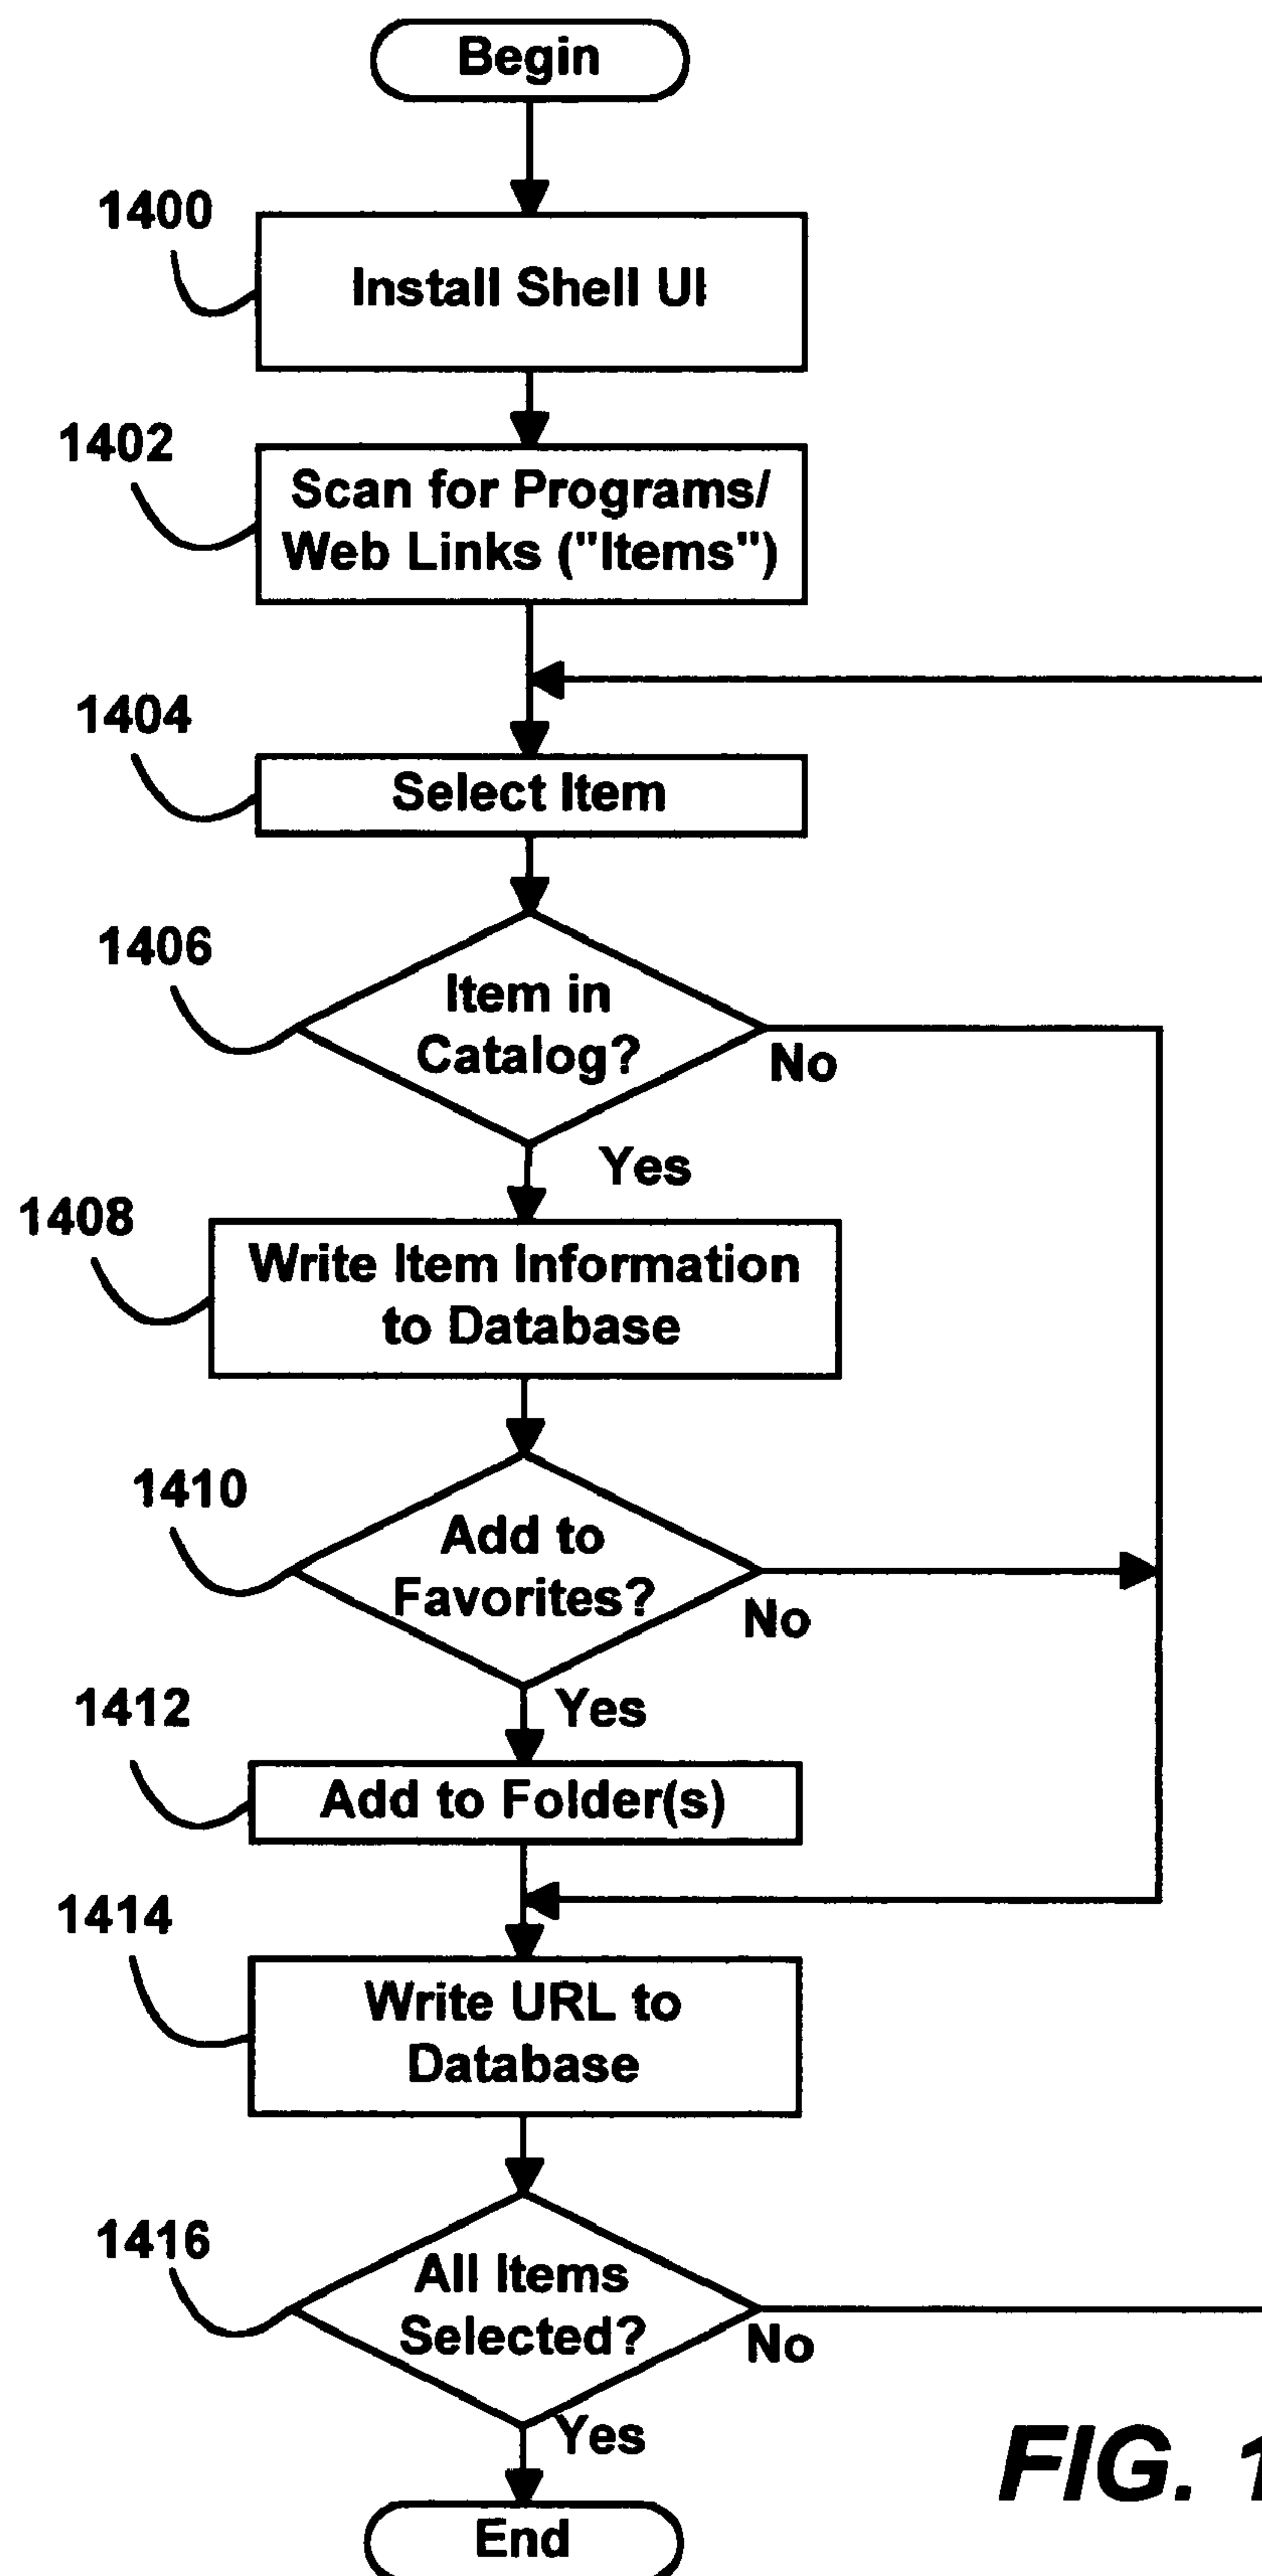 Begin
1400
Install Shell UI
1402
Scan for Programs/
Web Links ("Items")
1404
Select Item
1406
Item in
Catalog?
No
Yes
1408
Write Item Information
to Database
1410
Add to
Favorites?
No
Yes
1412
Add to Folder(s)
1414
Write URL to
Database
1416
All Items
Selected?
No
Yes
FIG. 1
End